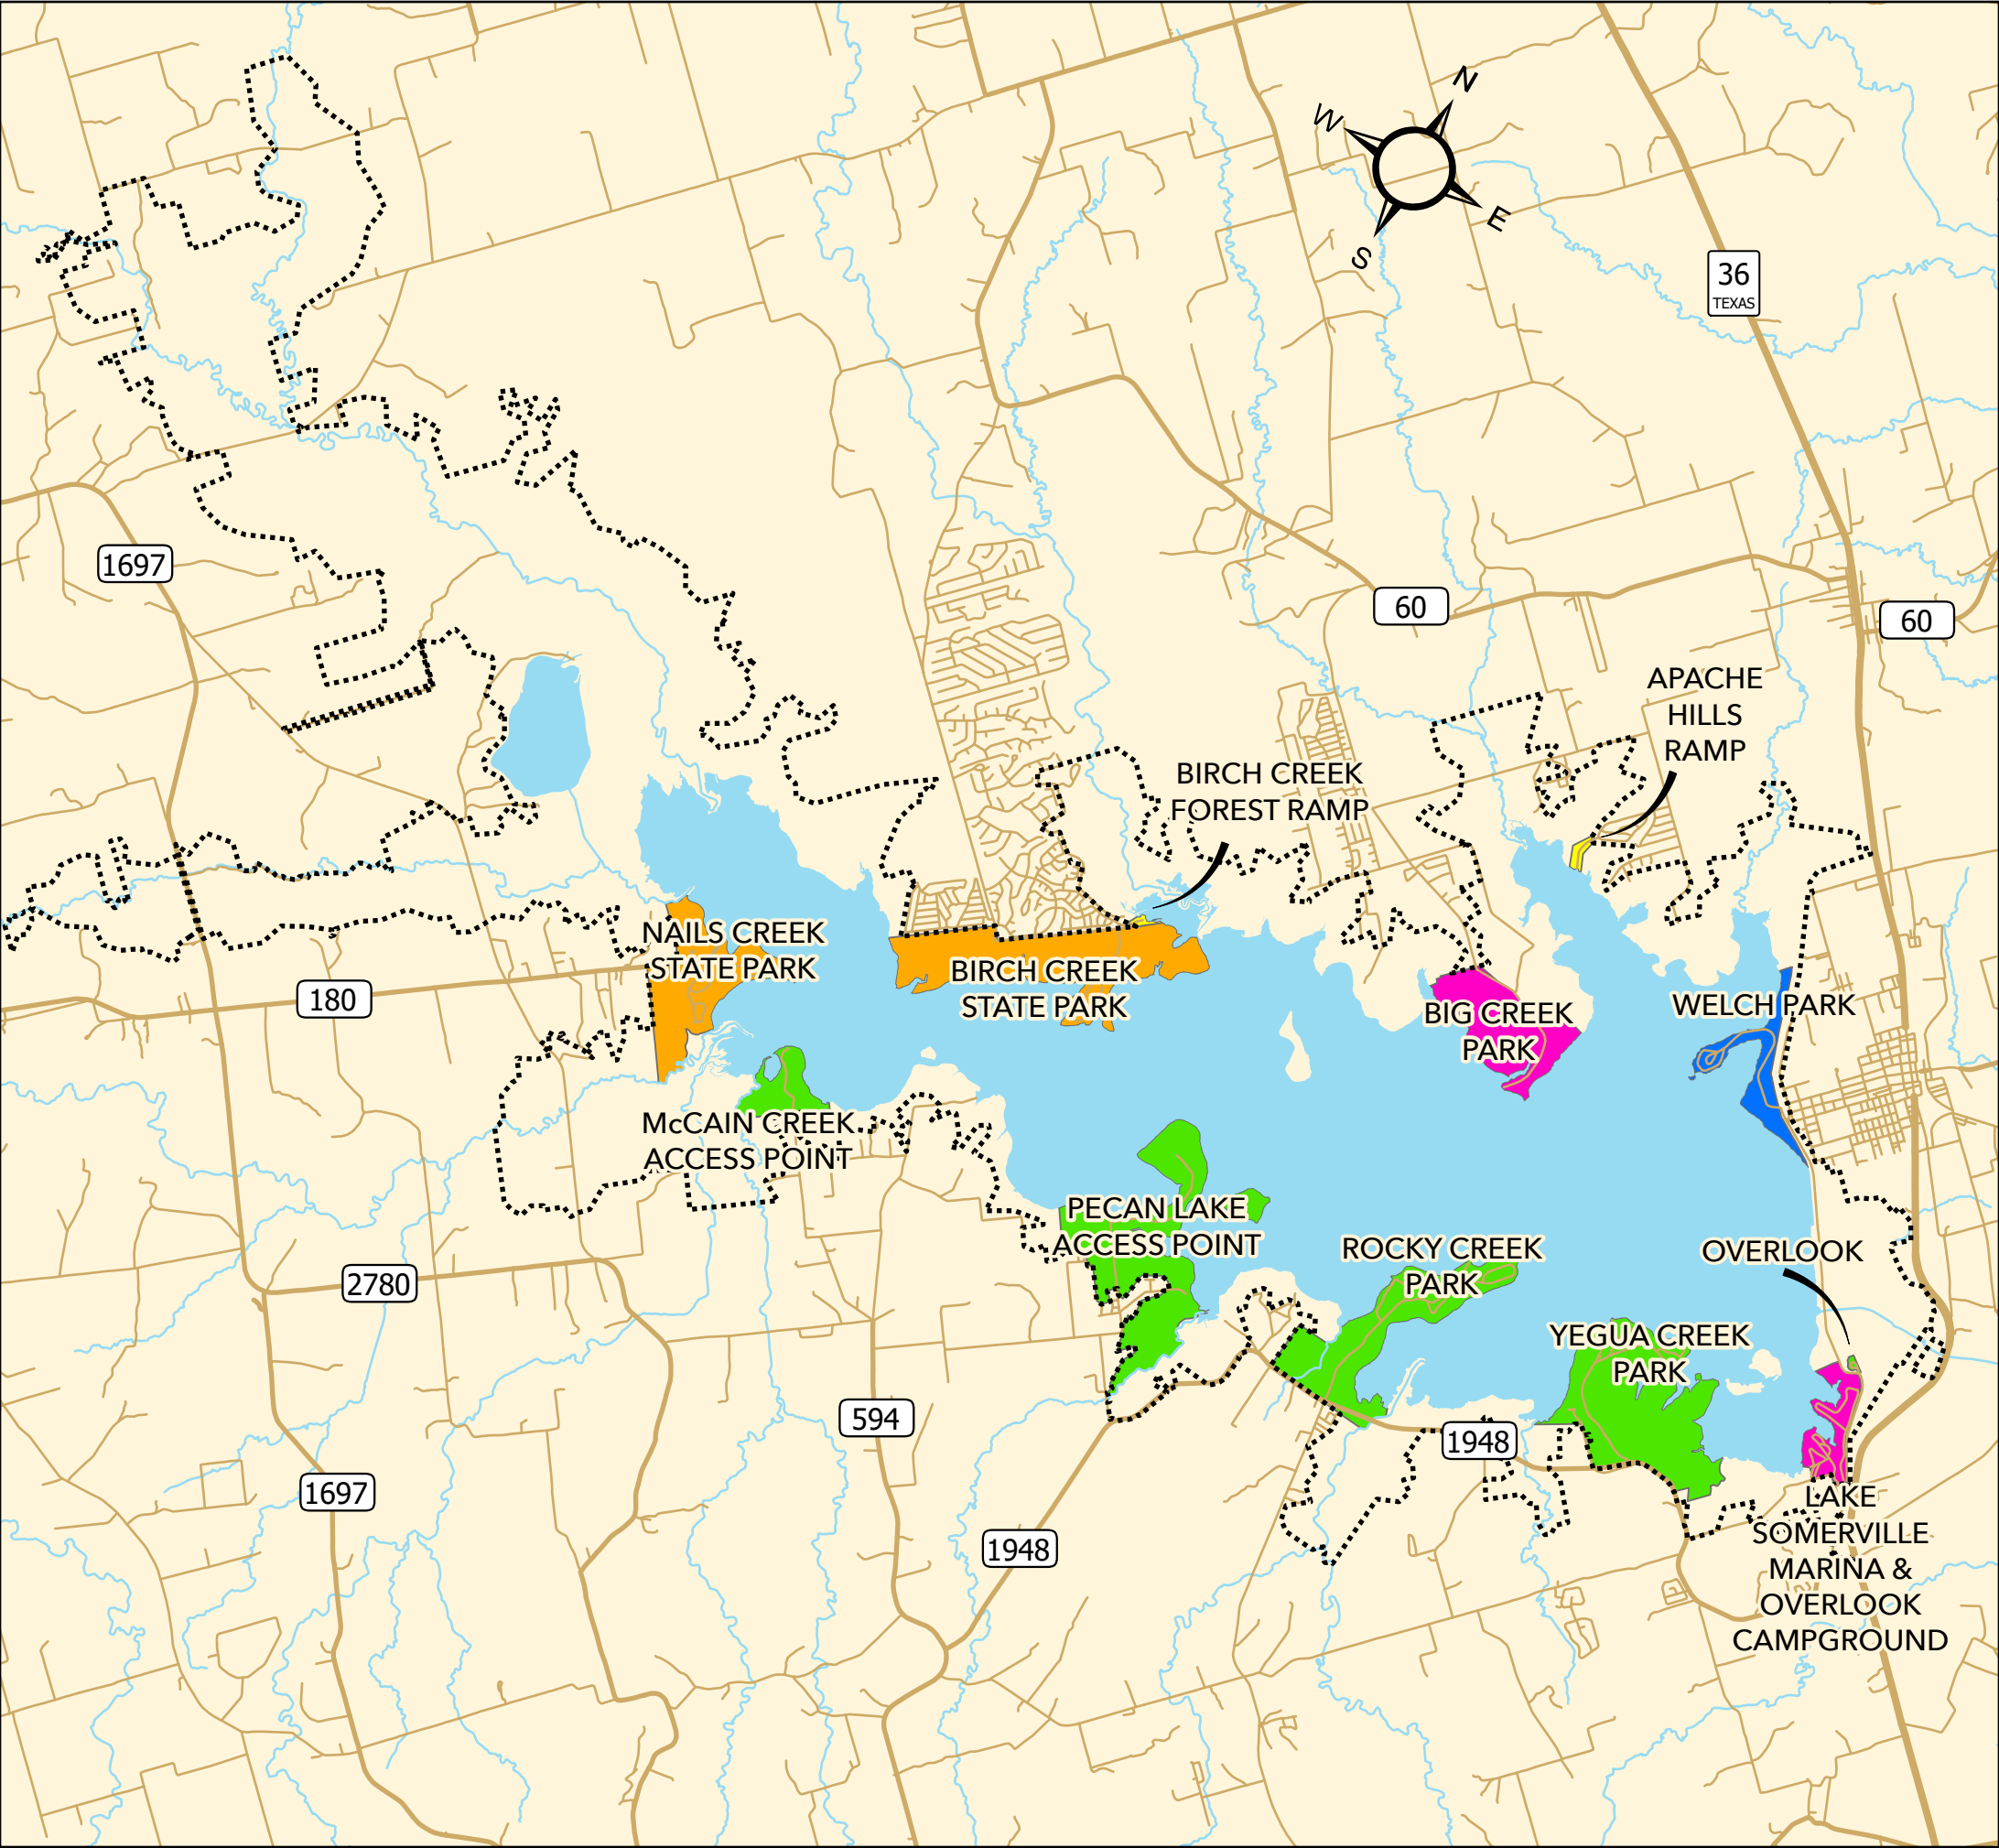 N
W
E
S
36
TEXAS
1697
60
60
APACHE
HILLS
RAMP
BIRCH CREEK
FOREST RAMP
NAILS CREEK
STATE PARK
BIRCH CREEK
STATE PARK
180
BIG CREEK
PARK
WELCH PARK
McCAIN CREEK
ACCESS POINT
PECAN LAKE
ACCESS POINT
ROCKY CREEK
PARK
OVERLOOK
2780
YEGUA CREEK
PARK
594
1948
1697
1948
LAKE
SOMERVILLE
MARINA &
OVERLOOK
CAMPGROUND